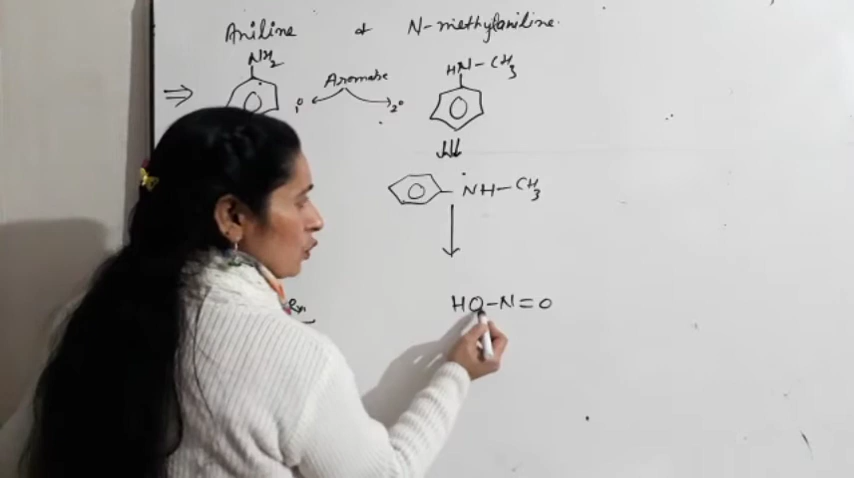 Aniline & N-methylaniline.
NH2 HN-CH3
⇒ Aromatic
1° 2°
NH-CH3
HO-N=O